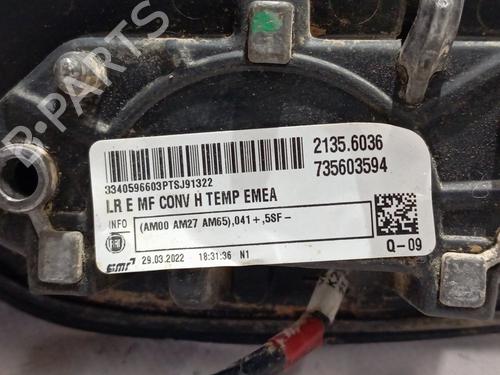 B-PARTS
2135.6036
735603594
3340596603PTSJ91322
LR E MF CONV H TEMP EMEA
INFO (AM00 AM27 AM65),041+,5SF-
Q-09
29.03.2022 18:31:36 N1